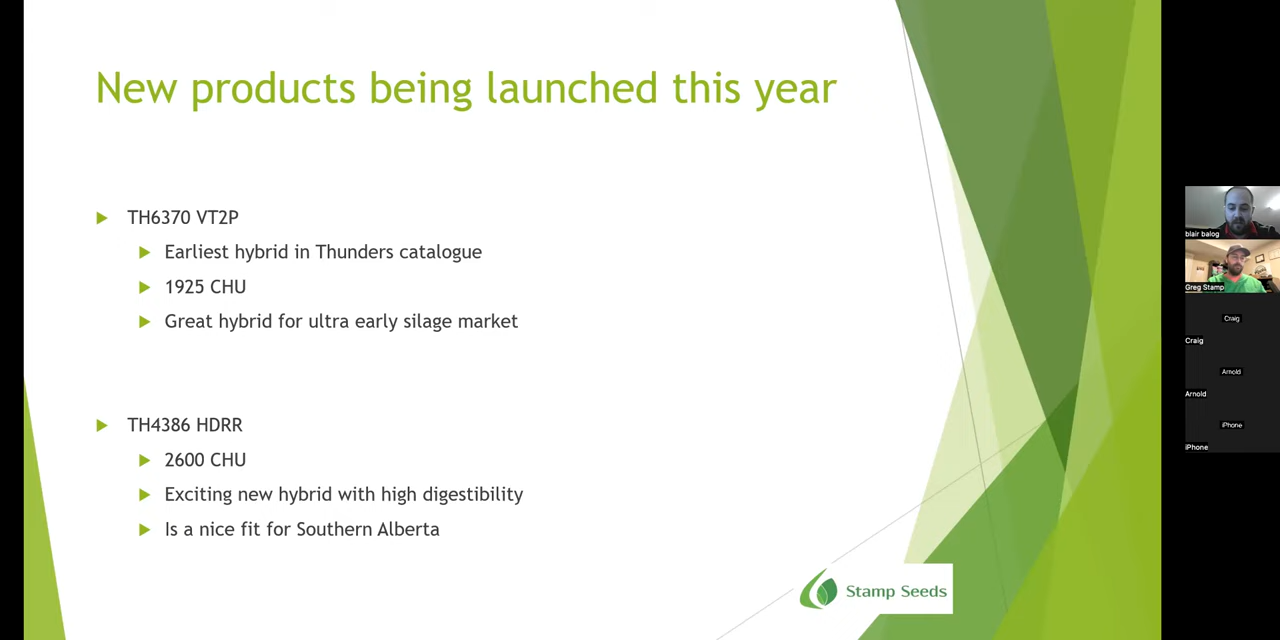 New products being launched this year
TH6370 VT2P
Earliest hybrid in Thunders catalogue
1925 CHU
Great hybrid for ultra early silage market
TH4386 HDRR
2600 CHU
Exciting new hybrid with high digestibility
Is a nice fit for Southern Alberta
Stamp Seeds
blair balog
Greg Stamp
Craig
Craig
Arnold
Arnold
iPhone
iPhone